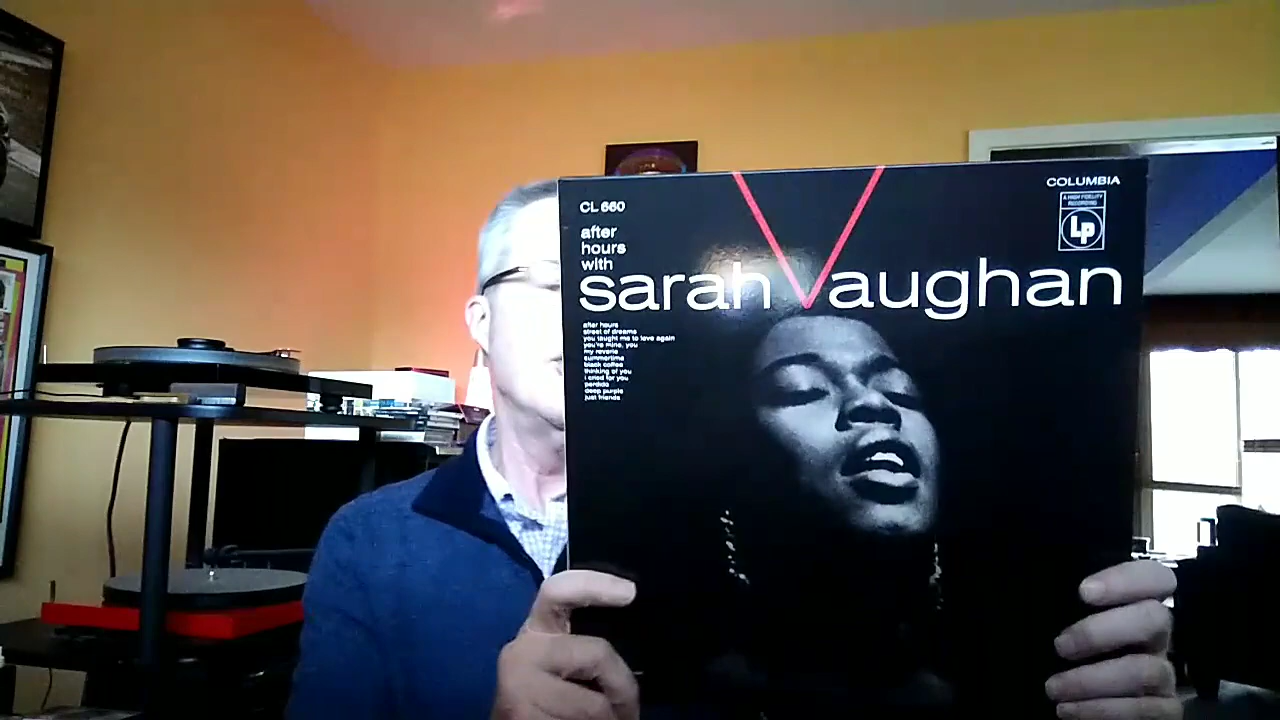 CL 660
COLUMBIA
A HIGH FIDELITY
RECORDING
Lp
after
hours
with
sarah Vaughan
after hours
street of dreams
you taught me to love again
you're mine, you
my reverie
summertime
black coffee
thinking of you
i cried for you
perdido
deep purple
just friends